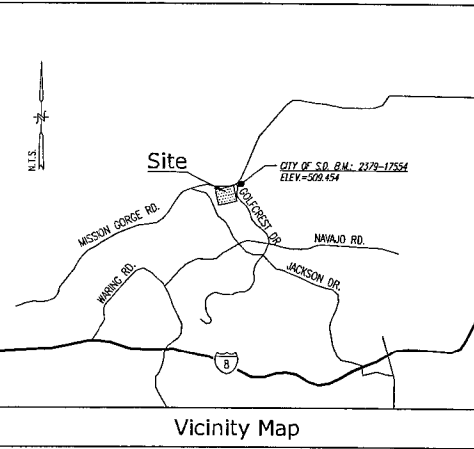 N.T.S.
N
Site
CITY OF S.D. B.M.: 2379-17554
ELEV.=509.454
GOLFCREST DR.
MISSION GORGE RD.
NAVAJO RD.
WARING RD.
JACKSON DR.
8
Vicinity Map